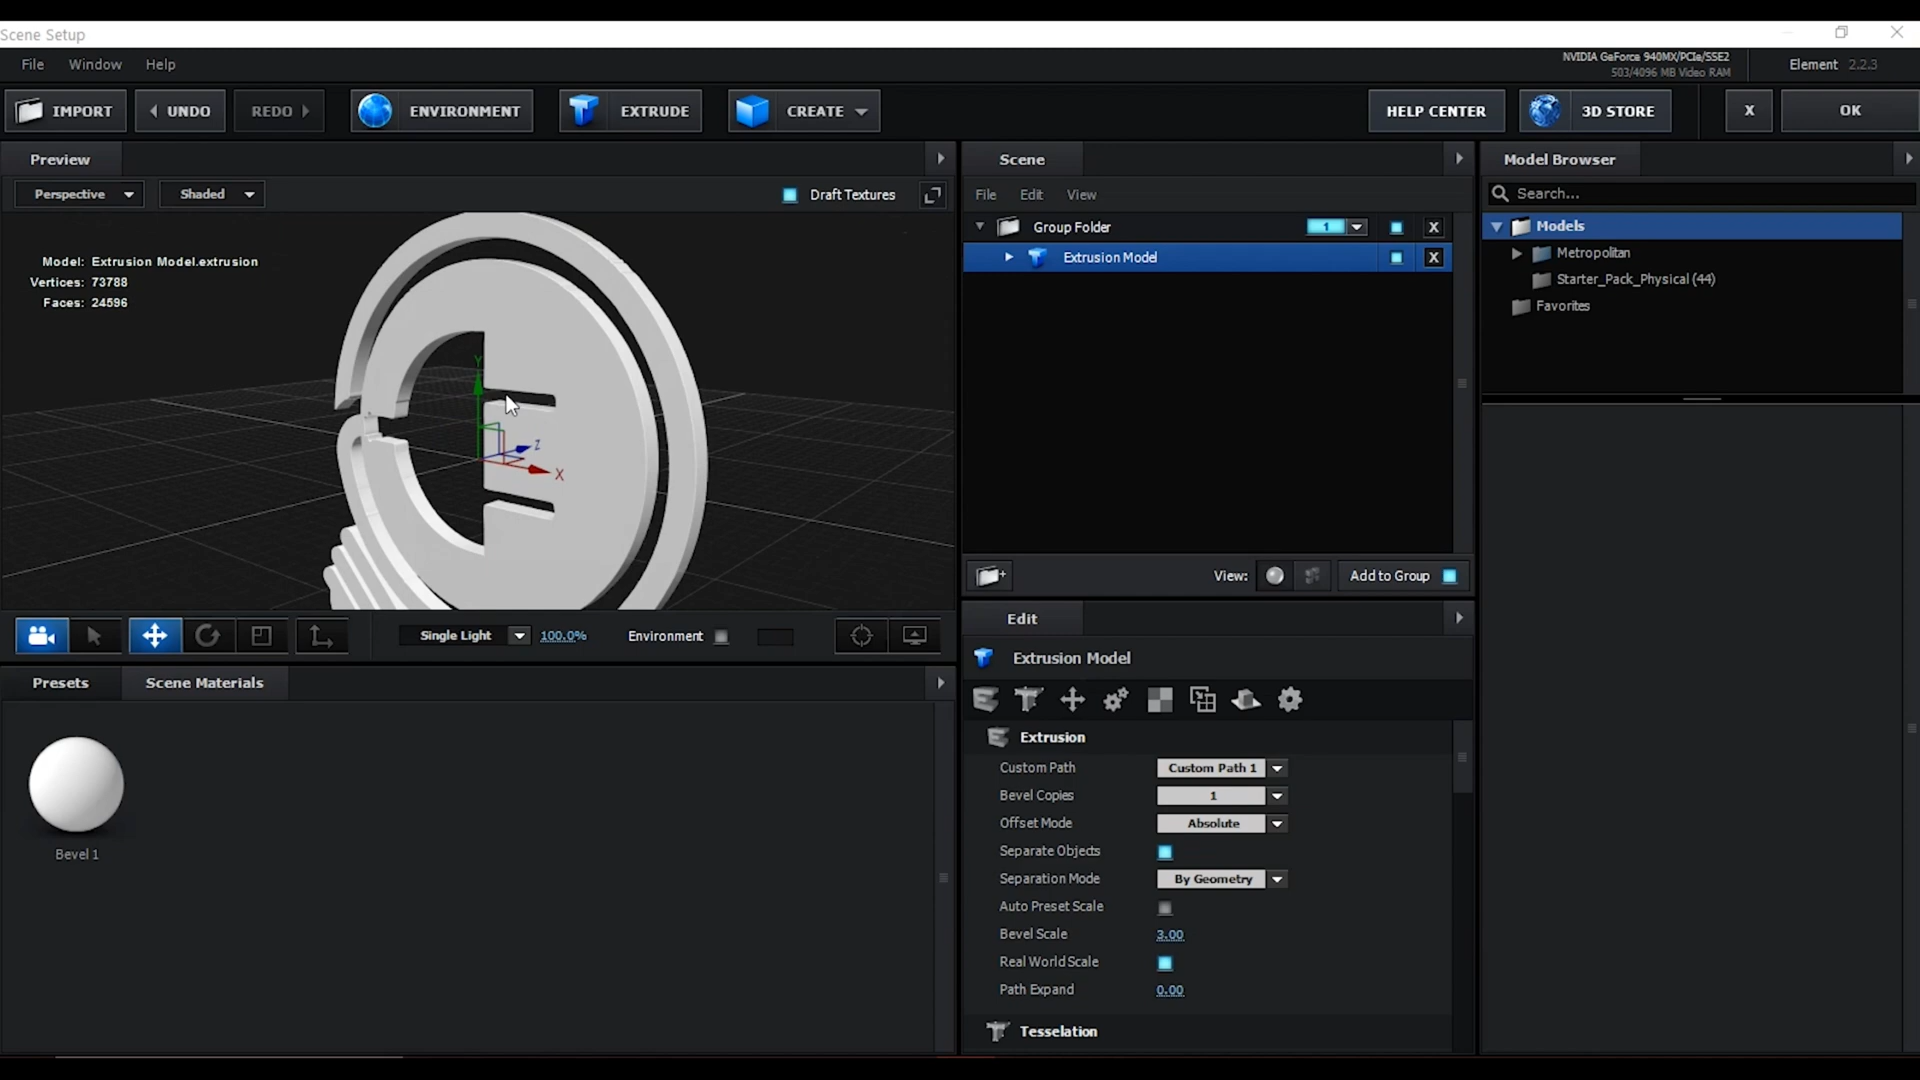 Scene Setup
File Window Help
NVIDIA GeForce 940MX/PCIe/SSE2
503/4096 MB Video RAM
Element 2.2.3
IMPORT UNDO REDO ENVIRONMENT EXTRUDE CREATE HELP CENTER 3D STORE X OK
Preview
Perspective Shaded Draft Textures
Model: Extrusion Model.extrusion
Vertices: 73788
Faces: 24596
Y
Z
X
Single Light 100.0% Environment
Presets Scene Materials
Bevel 1
Scene
File Edit View
Group Folder 1 X
Extrusion Model X
View: Add to Group
Edit
Extrusion Model
Extrusion
Custom Path Custom Path 1
Bevel Copies 1
Offset Mode Absolute
Separate Objects
Separation Mode By Geometry
Auto Preset Scale
Bevel Scale 3.00
Real World Scale
Path Expand 0.00
Tesselation
Model Browser
Search...
Models
Metropolitan
Starter_Pack_Physical (44)
Favorites